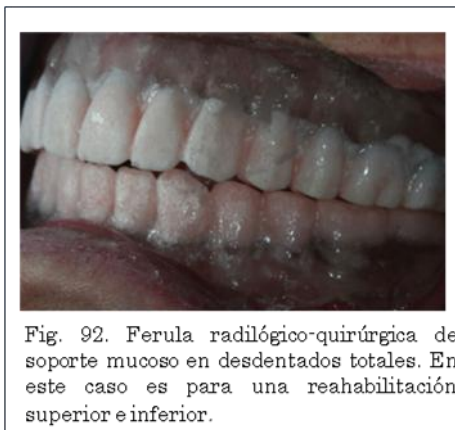 Fig. 92. Ferula radilógico-quirúrgica de
soporte mucoso en desdentados totales. En
este caso es para una reahabilitación
superior e inferior.